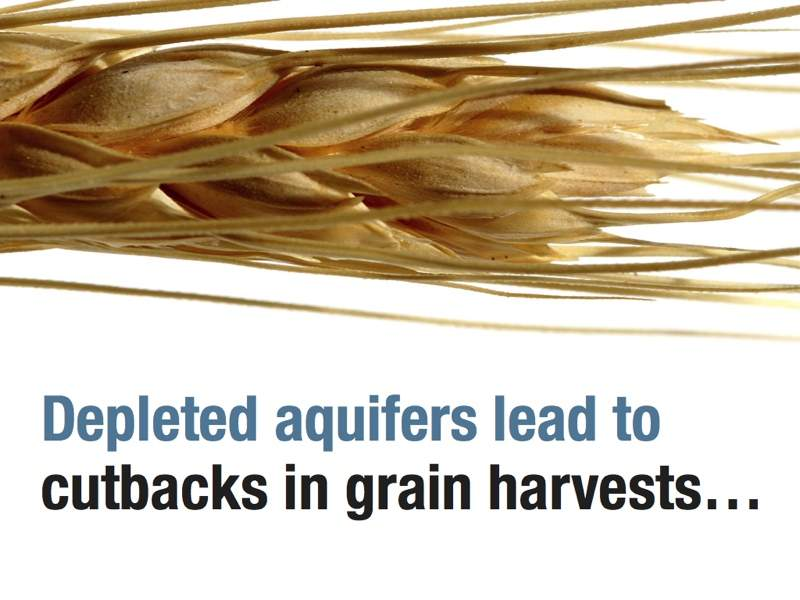 Depleted aquifers lead to
cutbacks in grain harvests…